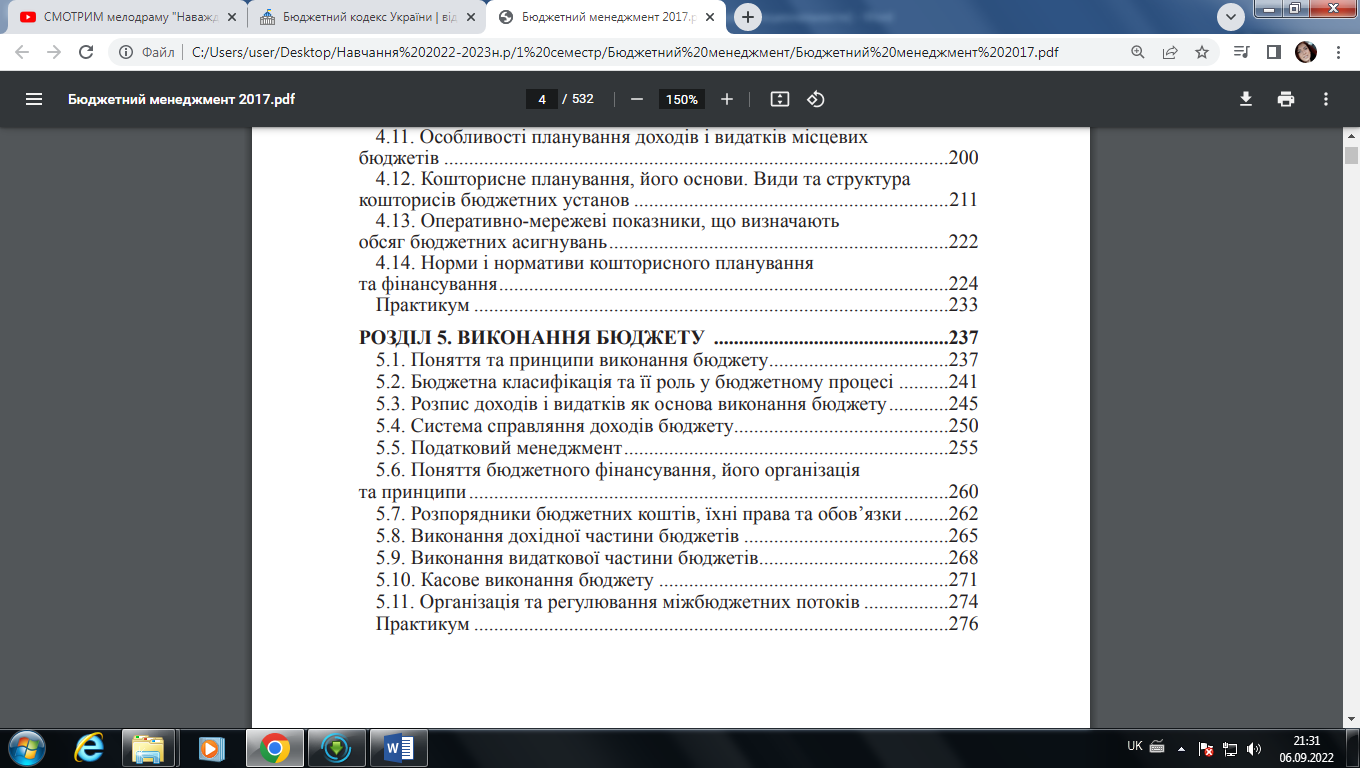 СМОТРИМ мелодраму "Наважд
Бюджетний кодекс України | від
Бюджетний менеджмент 2017.p
Файл
C:/Users/user/Desktop/Навчання%202022-2023н.р/1%20семестр/Бюджетний%20менеджмент/Бюджетний%20менеджмент%202017.pdf
Бюджетний менеджмент 2017.pdf
4 / 532
150%
4.11. Особливості планування доходів і видатків місцевих
бюджетів ......200
4.12. Кошторисне планування, його основи. Види та структура
кошторисів бюджетних установ ......211
4.13. Оперативно-мережеві показники, що визначають
обсяг бюджетних асигнувань......222
4.14. Норми і нормативи кошторисного планування
та фінансування......224
Практикум ......233
РОЗДІЛ 5. ВИКОНАННЯ БЮДЖЕТУ ......237
5.1. Поняття та принципи виконання бюджету......237
5.2. Бюджетна класифікація та її роль у бюджетному процесі ......241
5.3. Розпис доходів і видатків як основа виконання бюджету......245
5.4. Система справляння доходів бюджету......250
5.5. Податковий менеджмент......255
5.6. Поняття бюджетного фінансування, його організація
та принципи......260
5.7. Розпорядники бюджетних коштів, їхні права та обов’язки......262
5.8. Виконання дохідної частини бюджетів ......265
5.9. Виконання видаткової частини бюджетів......268
5.10. Касове виконання бюджету ......271
5.11. Організація та регулювання міжбюджетних потоків ......274
Практикум ......276
UK
21:31
06.09.2022